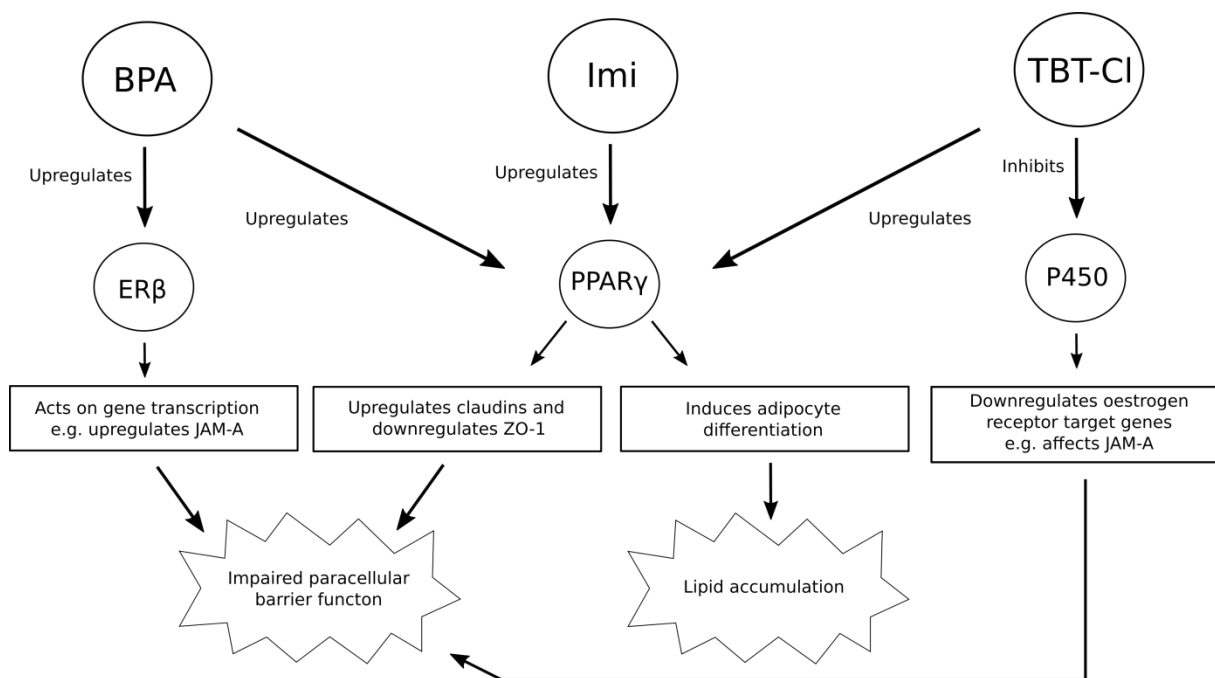 BPA
Imi
TBT-Cl
Upregulates
Upregulates
Inhibits
Upregulates
Upregulates
ERβ
PPARγ
P450
Acts on gene transcription
e.g. upregulates JAM-A
Upregulates claudins and
downregulates ZO-1
Induces adipocyte
differentiation
Downregulates oestrogen
receptor target genes
e.g. affects JAM-A
Impaired paracellular
barrier functon
Lipid accumulation